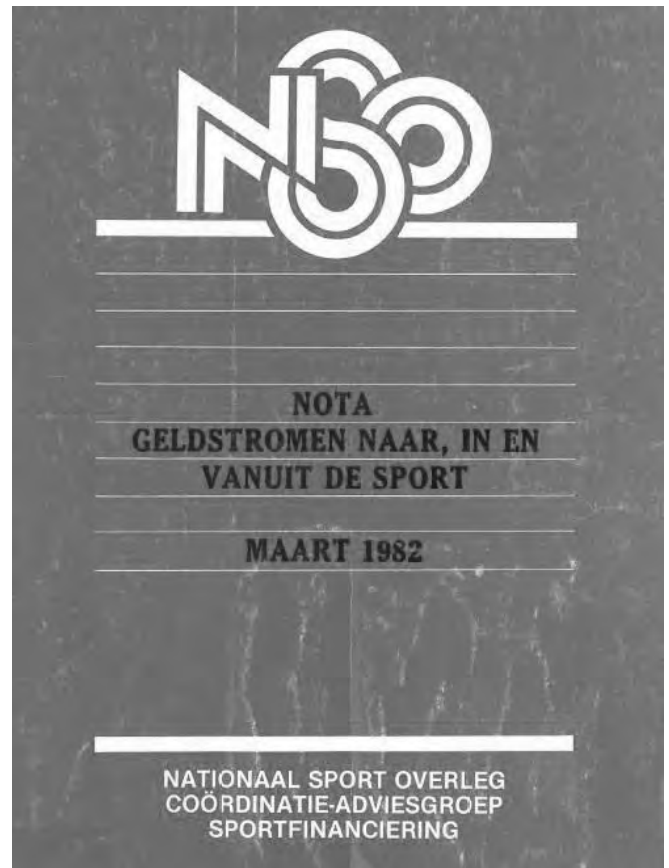 NSO
NOTA
GELDSTROMEN NAAR, IN EN
VANUIT DE SPORT
MAART 1982
NATIONAAL SPORT OVERLEG
COÖRDINATIE-ADVIESGROEP
SPORTFINANCIERING